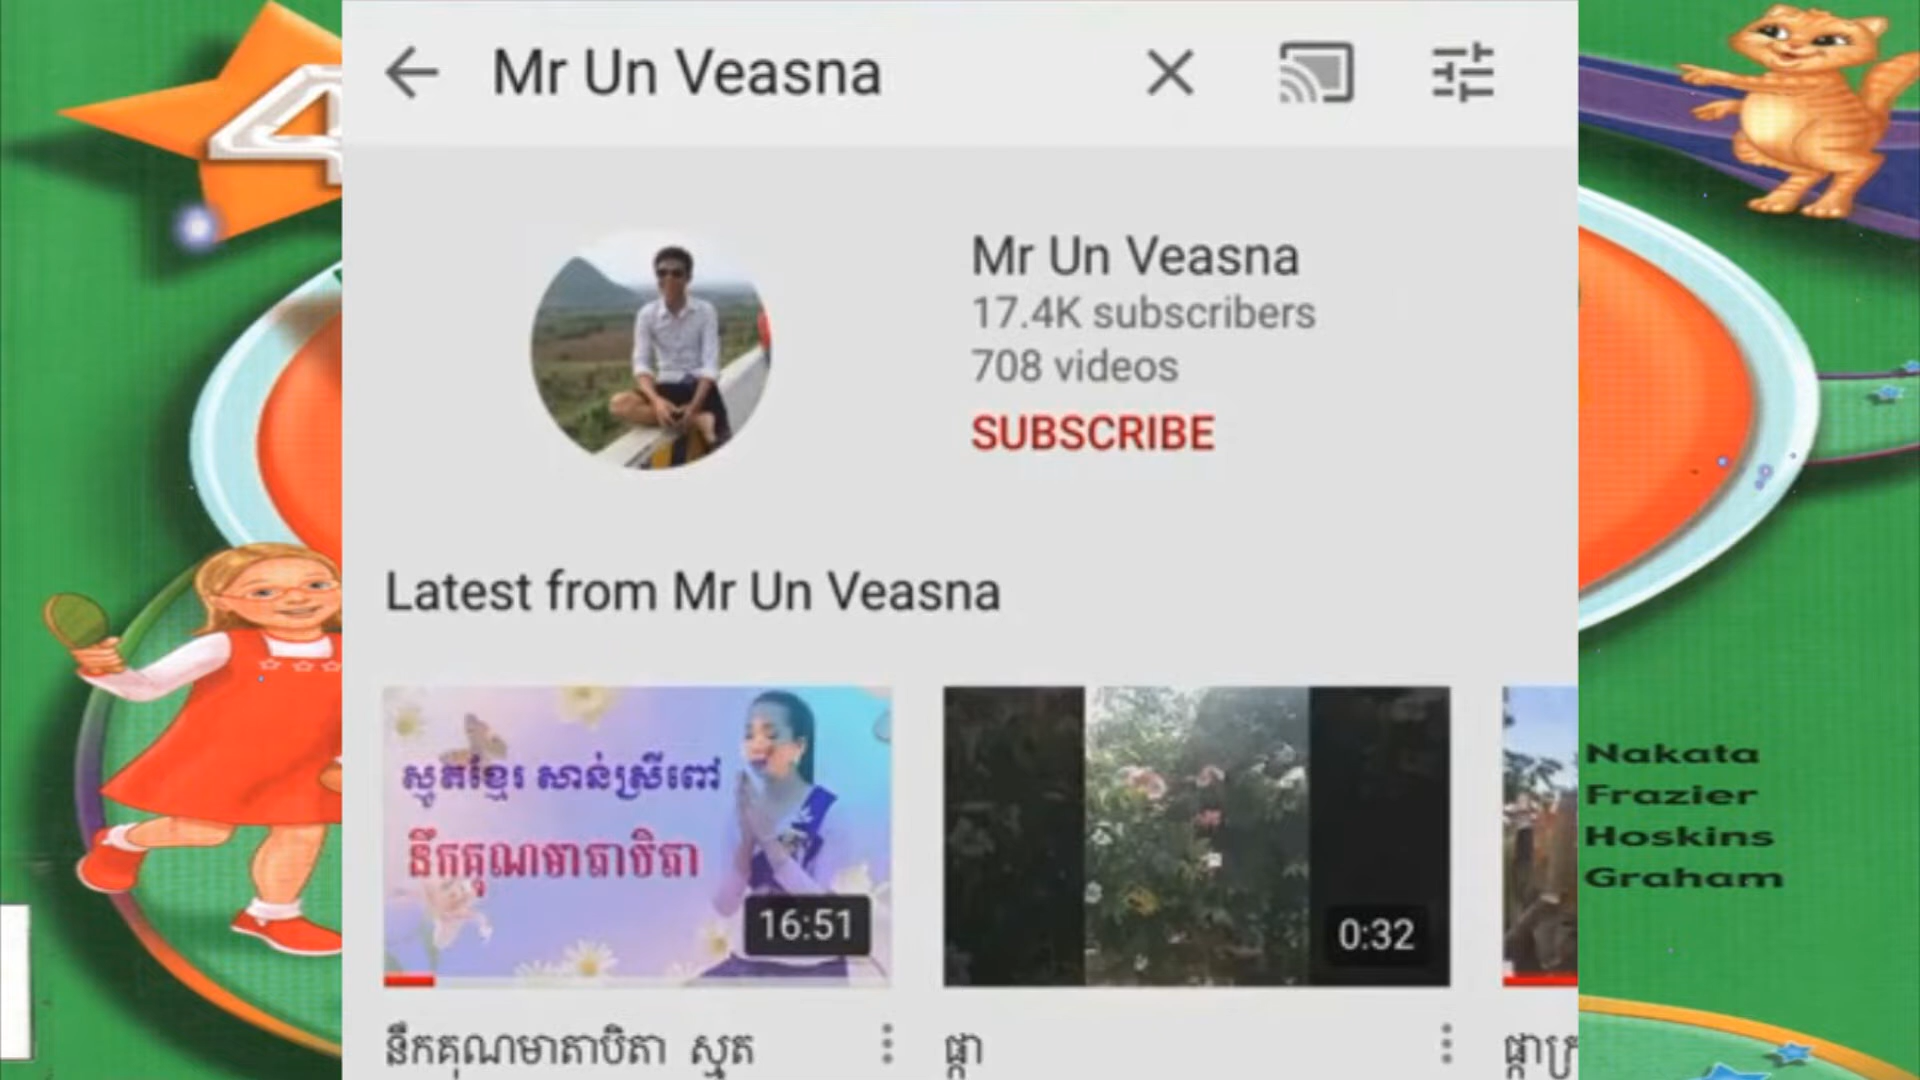 4
Mr Un Veasna
Mr Un Veasna
17.4K subscribers
708 videos
SUBSCRIBE
Latest from Mr Un Veasna
ស្មូតខ្មែរ សាន់ស្រីពៅ
នឹកគុណមាតាបិតា
16:51
0:32
នឹកគុណមាតាបិតា ស្មូត
ផ្កា
Nakata
Frazier
Hoskins
Graham